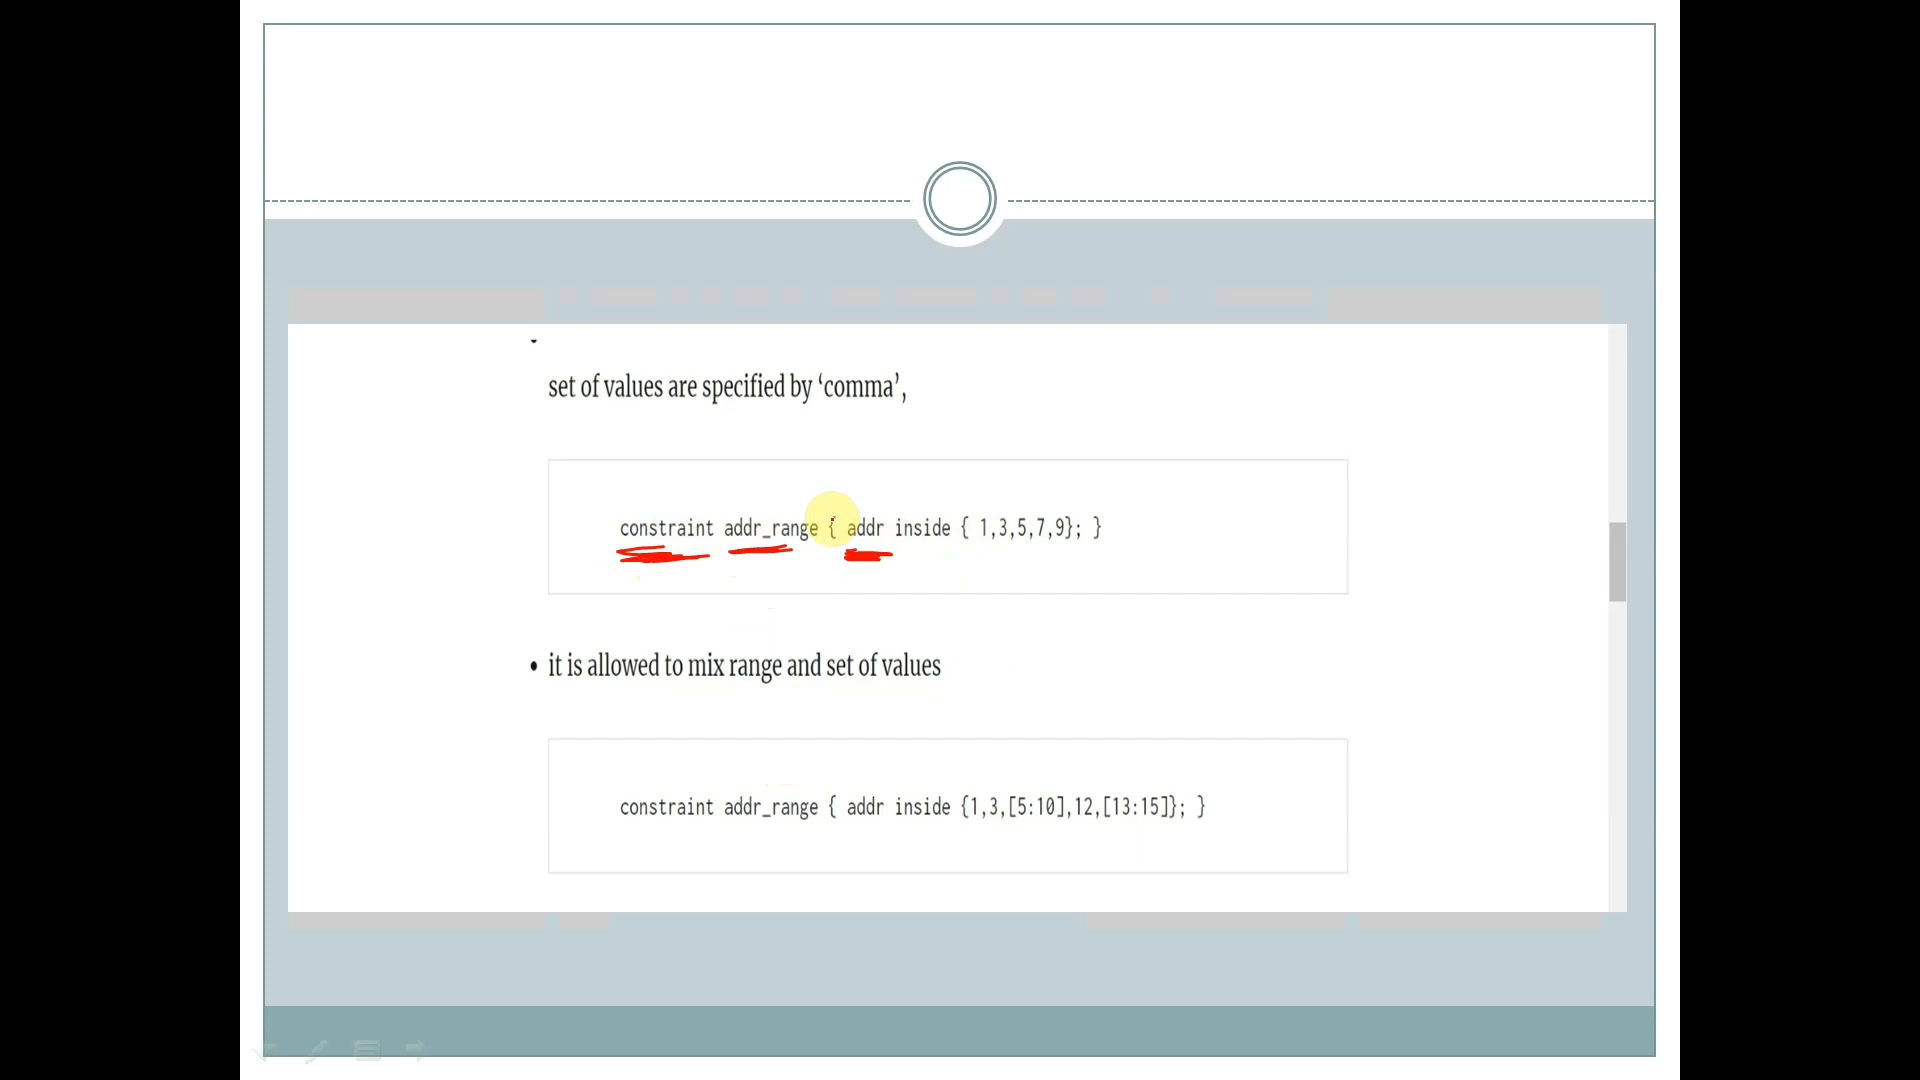 set of values are specified by ‘comma’,
constraint addr_range { addr inside { 1,3,5,7,9}; }
• it is allowed to mix range and set of values
constraint addr_range { addr inside {1,3,[5:10],12,[13:15]}; }